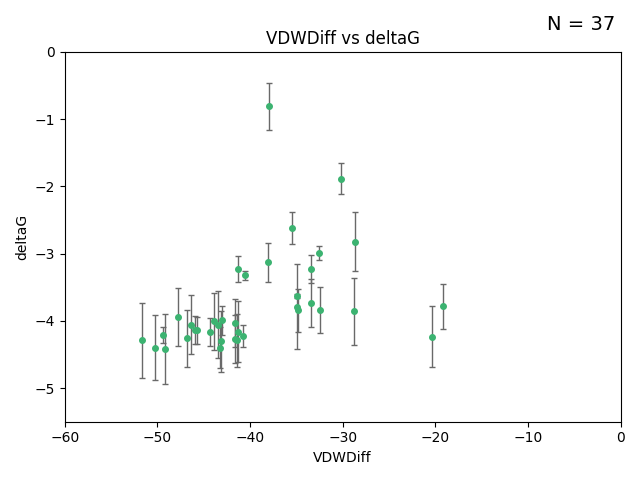 N = 37
VDWDiff vs deltaG
0
−1
−2
−3
−4
−5
deltaG
−60 −50 −40 −30 −20 −10 0
VDWDiff